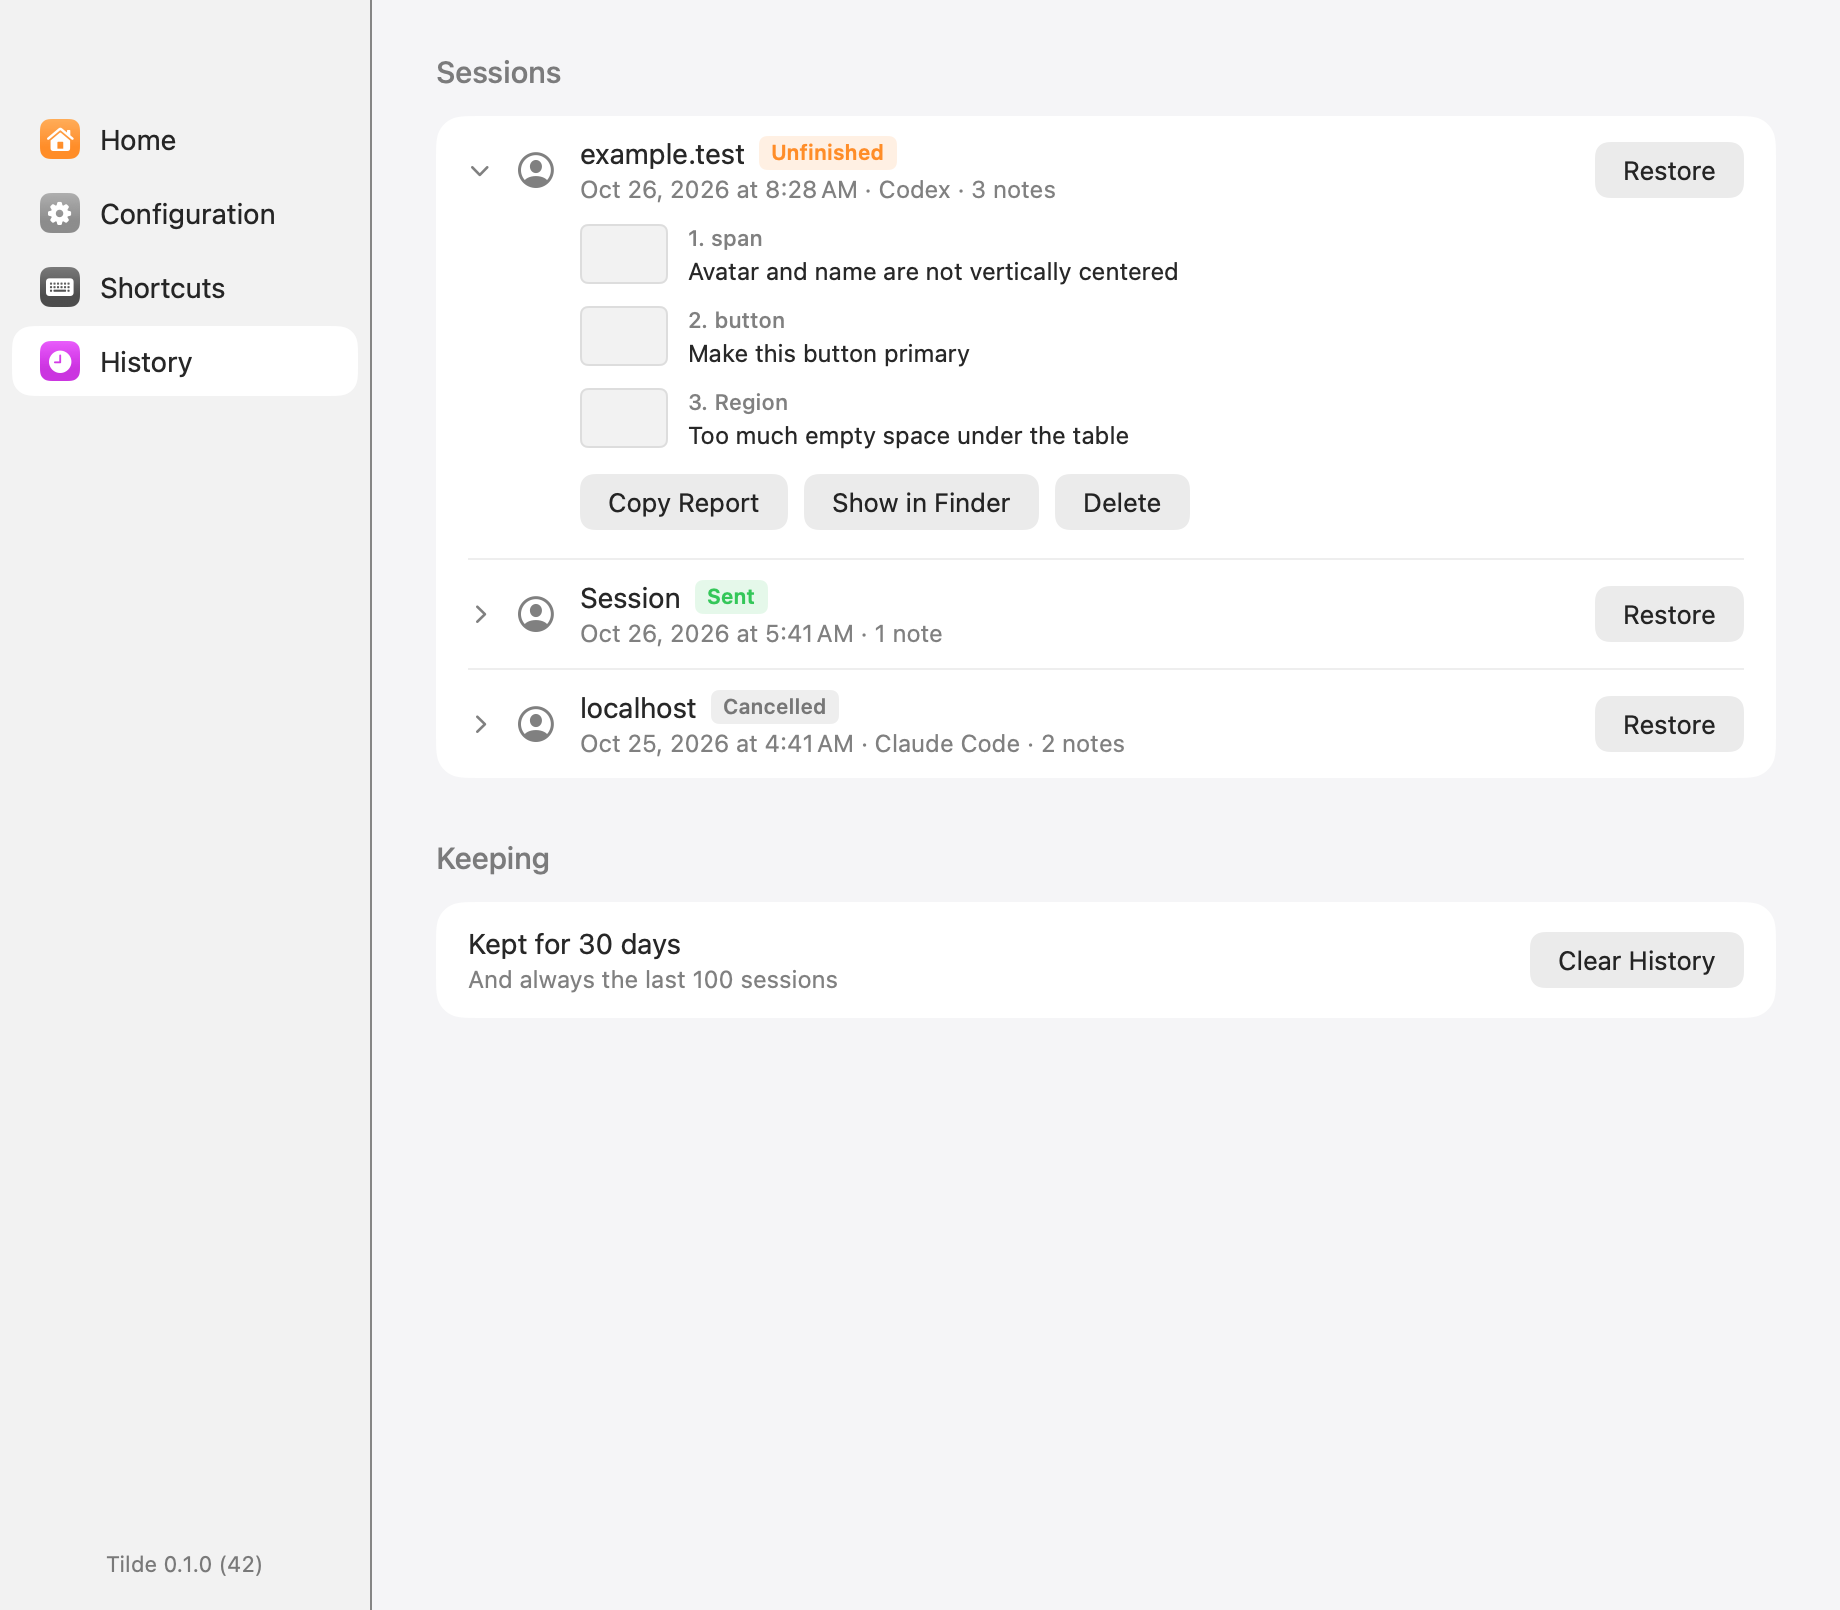 Home
Configuration
Shortcuts
History
Tilde 0.1.0 (42)
Sessions
example.test Unfinished
Oct 26, 2026 at 8:28 AM · Codex · 3 notes
Restore
1. span
Avatar and name are not vertically centered
2. button
Make this button primary
3. Region
Too much empty space under the table
Copy Report Show in Finder Delete
Session Sent
Oct 26, 2026 at 5:41 AM · 1 note
Restore
localhost Cancelled
Oct 25, 2026 at 4:41 AM · Claude Code · 2 notes
Restore
Keeping
Kept for 30 days
And always the last 100 sessions
Clear History